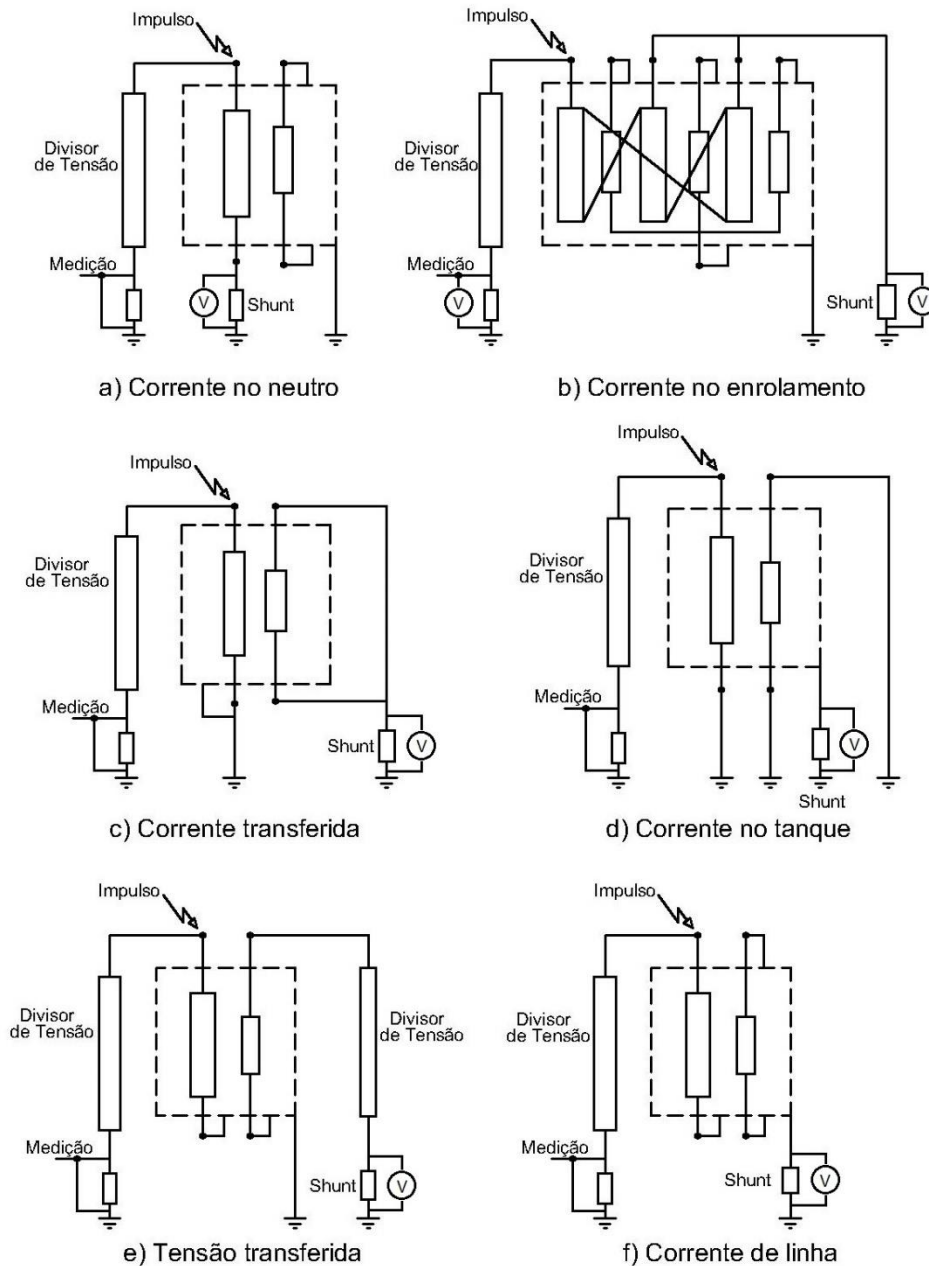 Impulso
Divisor
de Tensão
Medição
V
Shunt
a) Corrente no neutro
Impulso
Divisor
de Tensão
Medição
V
Shunt
V
b) Corrente no enrolamento
Impulso
Divisor
de Tensão
Medição
Shunt
V
c) Corrente transferida
Impulso
Divisor
de Tensão
Medição
V
Shunt
d) Corrente no tanque
Impulso
Divisor
de Tensão
Divisor
de Tensão
Medição
Shunt
V
e) Tensão transferida
Impulso
Divisor
de Tensão
Medição
Shunt
V
f) Corrente de linha